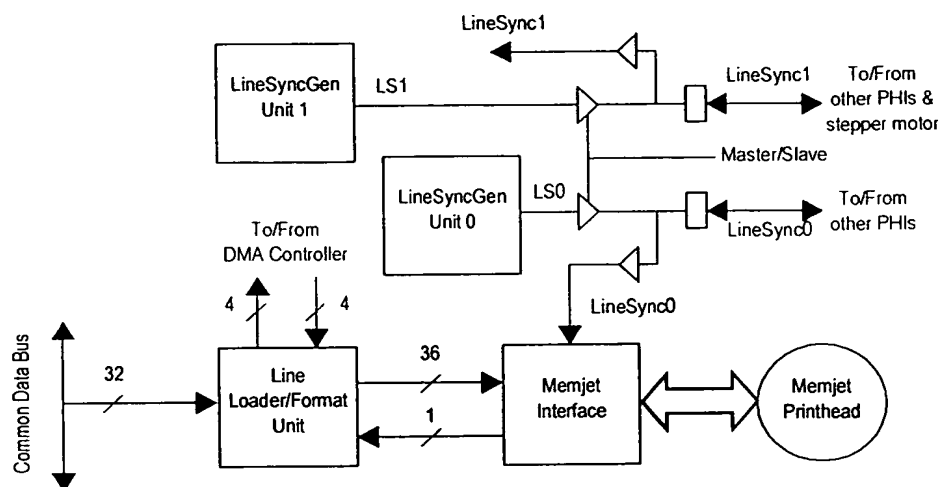 LineSync1
LineSyncGen
Unit 1
LS1
LineSync1
To/From
other PHIs &
stepper motor
Master/Slave
LineSyncGen
Unit 0
LS0
To/From
other PHIs
LineSync0
To/From
DMA Controller
4
4
LineSync0
Common Data Bus
32
Line
Loader/Format
Unit
36
1
Memjet
Interface
Memjet
Printhead